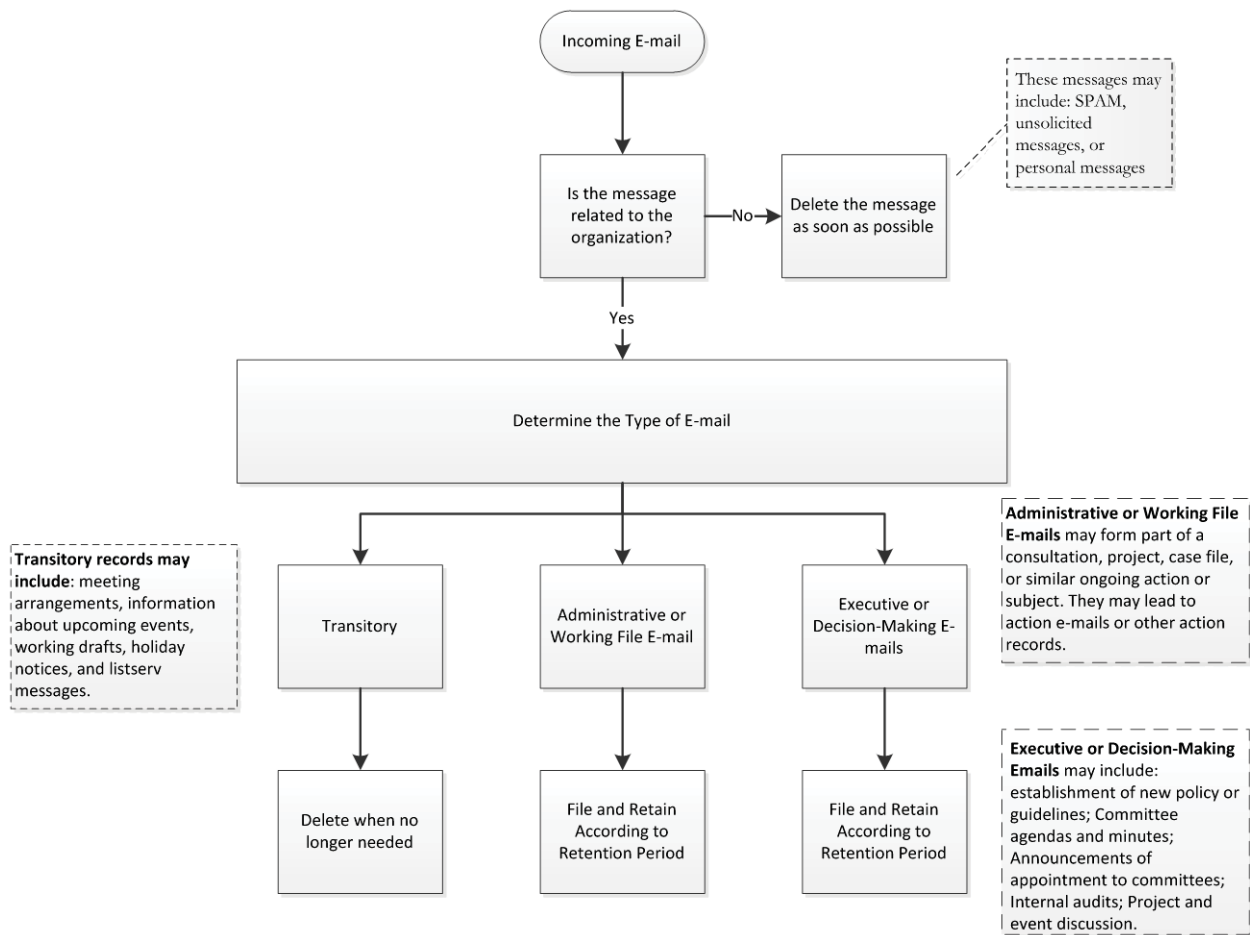 Incoming E-mail
These messages may
include: SPAM,
unsolicited
messages, or
personal messages
Is the message
related to the
organization?
No
Delete the message
as soon as possible
Yes
Determine the Type of E-mail
Transitory records may
include: meeting
arrangements, information
about upcoming events,
working drafts, holiday
notices, and listserv
messages.
Transitory
Administrative or
Working File E-mail
Executive or
Decision-Making E-
mails
Administrative or Working File
E-mails may form part of a
consultation, project, case file,
or similar ongoing action or
subject. They may lead to
action e-mails or other action
records.
Delete when no
longer needed
File and Retain
According to
Retention Period
File and Retain
According to
Retention Period
Executive or Decision-Making
Emails may include:
establishment of new policy or
guidelines; Committee
agendas and minutes;
Announcements of
appointment to committees;
Internal audits; Project and
event discussion.